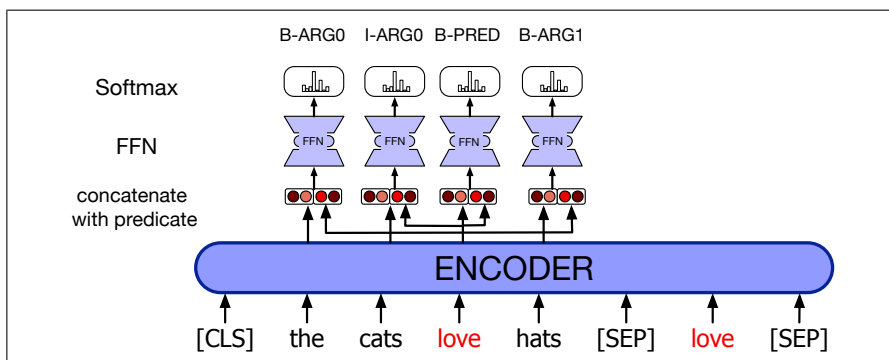 B-ARG0 I-ARG0 B-PRED B-ARG1
Softmax
FFN FFN FFN FFN FFN
concatenate
with predicate
ENCODER
[CLS] the cats love hats [SEP] love [SEP]